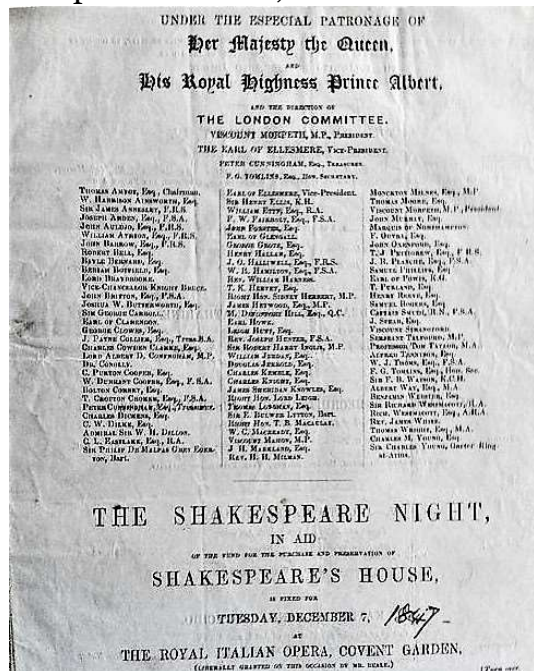 UNDER THE ESPECIAL PATRONAGE OF
Her Majesty the Queen,
AND
His Royal Highness Prince Albert,
AND THE DIRECTION OF
THE LONDON COMMITTEE.
VISCOUNT MORPETH, M.P., PRESIDENT.
THE EARL OF ELLESMERE, VICE-PRESIDENT.
PETER CUNNINGHAM, ESQ., TREASURER.
F. G. TOMLINS, ESQ., HON. SECRETARY.
THOMAS AMYOT, Esq., Chairman.
W. HARRISON AINSWORTH, Esq.
SIR JAMES ANNESLEY, F.R.S.
JOSEPH ARDEN, Esq., F.S.A.
JOHN AULDJO, Esq., F.R.S.
WILLIAM AYRTON, Esq., F.R.S.
JOHN BARROW, Esq., F.R.S.
ROBERT BELL, Esq.
BAYLE BERNARD, Esq.
BERIAH BOTFIELD, Esq.
LORD BRAYBROOKE.
VICE-CHANCELLOR KNIGHT BRUCE.
JOHN BRITTON, Esq., F.S.A.
JOSHUA W. BUTTERWORTH, Esq.
SIR GEORGE CARROLL.
EARL OF CLARENDON.
GEORGE CLOWES, Esq.
J. PAYNE COLLIER, Esq., Treas. S.A.
CHARLES COWDEN CLARKE, Esq.
LORD ALBERT D. CONYNGHAM, M.P.
DR. CONOLLY.
C. PURTON COOPER, Esq.
W. DURRANT COOPER, Esq., F.S.A.
BOLTON CORNEY, Esq.
T. CROFTON CROKER, Esq., F.S.A.
PETER CUNNINGHAM, Esq., Treasurer.
CHARLES DICKENS, Esq.
C. W. DILKE, Esq.
ADMIRAL SIR W. H. DILLON.
C. L. EASTLAKE, Esq., R.A.
SIR PHILIP DE MALPAS GREY EGER-
TON, Bart.
EARL OF ELLESMERE, Vice-President.
SIR HENRY ELLIS, K.H.
WILLIAM ETTY, Esq., R.A.
F. W. FAIRHOLT, Esq., F.S.A.
JOHN FORSTER, Esq.
EARL OF GLENGALL.
GEORGE GROTE, Esq.
HENRY HALLAM, Esq.
J. O. HALLIWELL, Esq., F.R.S.
W. R. HAMILTON, Esq., F.S.A.
REV. WILLIAM HARNESS.
T. K. HERVEY, Esq.
RIGHT HON. SIDNEY HERBERT, M.P.
JAMES HEYWOOD, Esq., M.P.
M. DAVENPORT HILL, Esq., Q.C.
EARL HOWE.
LEIGH HUNT, Esq.
REV. JOSEPH HUNTER, F.S.A.
SIR ROBERT HARRY INGLIS, M.P.
WILLIAM JERDAN, Esq.
DOUGLAS JERROLD, Esq.
CHARLES KEMBLE, Esq.
CHARLES KNIGHT, Esq.
JAMES SHERIDAN KNOWLES, Esq.
RIGHT HON. LORD LEIGH.
THOMAS LONGMAN, Esq.
SIR E. BULWER LYTTON, Bart.
RIGHT HON. T. B. MACAULAY.
W. C. MACREADY, Esq.
VISCOUNT MAHON, M.P.
J. H. MARKLAND, Esq.
REV. H. H. MILMAN.
MONCKTON MILNES, Esq., M.P.
THOMAS MOORE, Esq.
VISCOUNT MORPETH, M.P., President.
JOHN MURRAY, Esq.
MARQUIS OF NORTHAMPTON.
F. OUVRY, Esq.
JOHN OXENFORD, Esq.
T. J. PETTIGREW, Esq., F.R.S.
J. R. PLANCHE, Esq., F.S.A.
SAMUEL PHILLIPS, Esq.
EARL OF POWIS, K.G.
T. PURLAND, Esq.
HENRY REEVE, Esq.
SAMUEL ROGERS, Esq.
CAPTAIN SMITH, R.N., F.S.A.
J. SPEAR, Esq.
VISCOUNT STRANGFORD.
SERJEANT TALFOURD, M.P.
PROFESSOR TOM TAYLOR, M.A.
ALFRED TENNYSON, Esq.
W. J. THOMS, Esq., F.S.A.
F. G. TOMLINS, Esq., Hon. Sec.
SIR F. B. WATSON, K.C.H.
ALBERT WAY, Esq., M.A.
BENJAMIN WEBSTER, Esq.
SIR RICHARD WESTMACOTT, R.A.
RICH. WESTMACOTT, Esq., A.R.A.
REV. JAMES WHITE.
THOMAS WRIGHT, Esq., M.A.
CHARLES M. YOUNG, Esq.
SIR CHARLES YOUNG, Garter King-
at-Arms.
THE SHAKESPEARE NIGHT,
IN AID
OF THE FUND FOR THE PURCHASE AND PRESERVATION OF
SHAKESPEARE'S HOUSE,
IS FIXED FOR
TUESDAY, DECEMBER 7, 1847
AT
THE ROYAL ITALIAN OPERA, COVENT GARDEN,
(LIBERALLY GRANTED ON THIS OCCASION BY MR. BEALE.)
[Turn over.